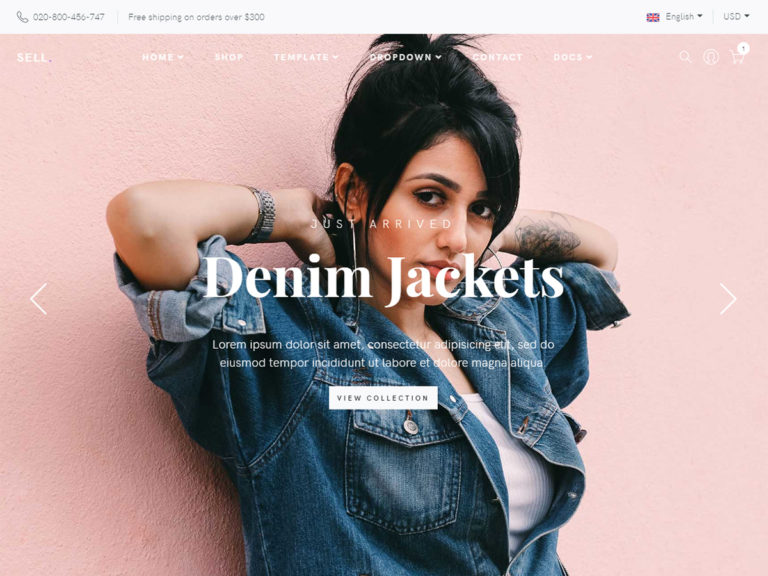 020-800-456-747
Free shipping on orders over $300
English
USD
SELL.
HOME
SHOP
TEMPLATE
DROPDOWN
CONTACT
DOCS
1
JUST ARRIVED
Denim Jackets
Lorem ipsum dolor sit amet, consectetur adipisicing elit, sed do
eiusmod tempor incididunt ut labore et dolore magna aliqua.
VIEW COLLECTION